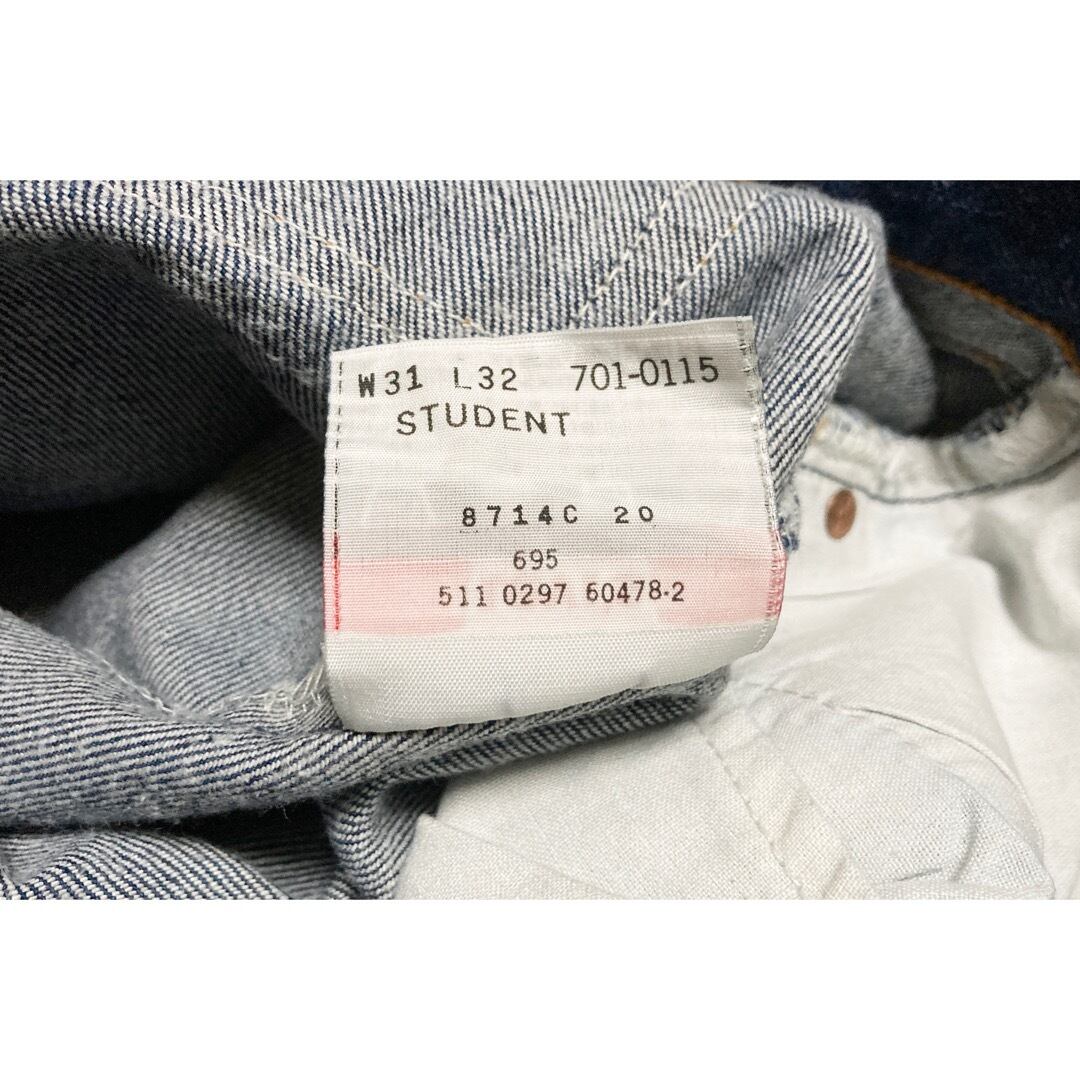 W31 L32 701-0115
STUDENT
8714C 20
695
511 0297 60478-2